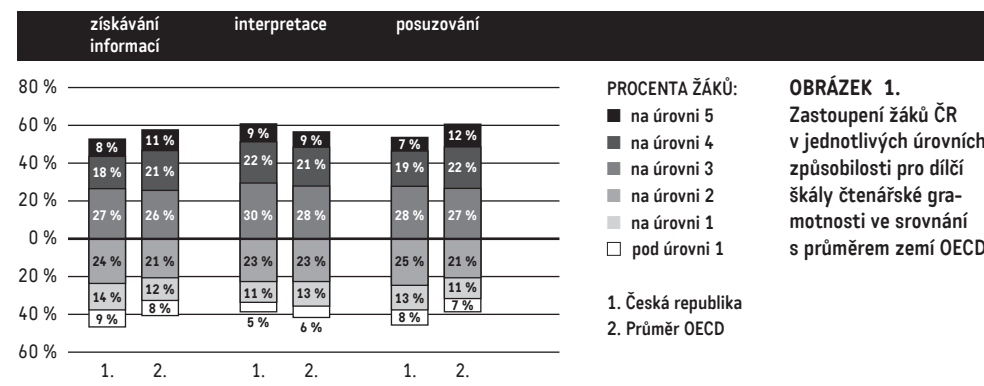 získávání informací
interpretace
posuzování
80 %
60 %
40 %
20 %
0 %
20 %
40 %
60 %
8 %
18 %
27 %
24 %
14 %
9 %
11 %
21 %
26 %
21 %
12 %
8 %
9 %
22 %
30 %
23 %
11 %
5 %
9 %
21 %
28 %
23 %
13 %
6 %
7 %
19 %
28 %
25 %
13 %
8 %
12 %
22 %
27 %
21 %
11 %
7 %
1. 2. 1. 2. 1. 2.
PROCENTA ŽÁKŮ:
na úrovni 5
na úrovni 4
na úrovni 3
na úrovni 2
na úrovni 1
pod úrovni 1
1. Česká republika
2. Průměr OECD
OBRÁZEK 1.
Zastoupení žáků ČR
v jednotlivých úrovních
způsobilosti pro dílčí
škály čtenářské gra-
motnosti ve srovnání
s průměrem zemí OECD